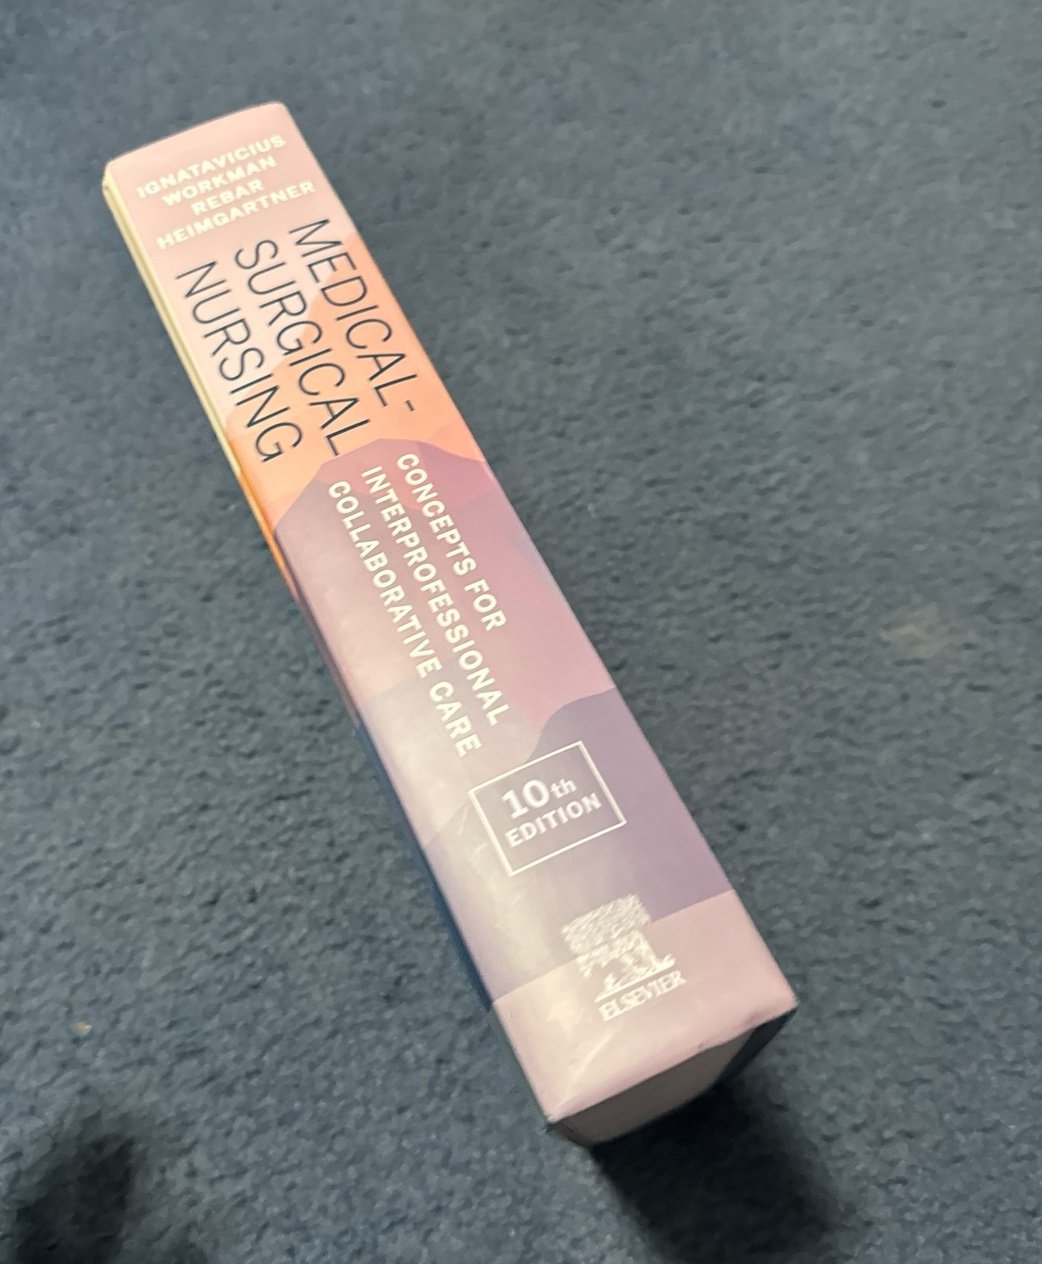 IGNATAVICIUS
WORKMAN
REBAR
HEIMGARTNER
MEDICAL-
SURGICAL
NURSING
CONCEPTS FOR
INTERPROFESSIONAL
COLLABORATIVE CARE
10th
EDITION
ELSEVIER